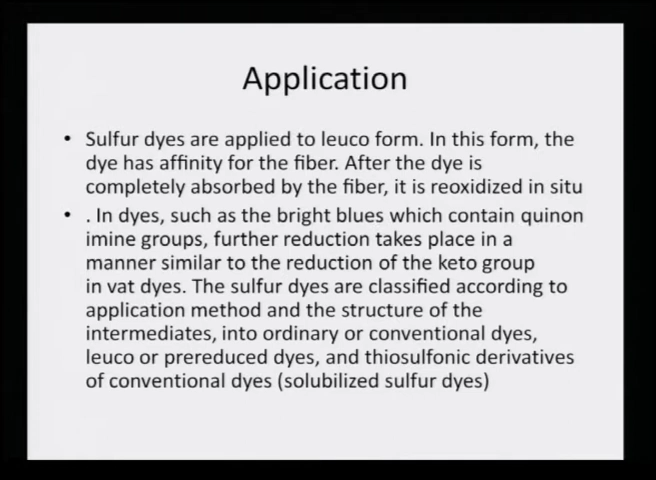 Application
• Sulfur dyes are applied to leuco form. In this form, the
dye has affinity for the fiber. After the dye is
completely absorbed by the fiber, it is reoxidized in situ
• . In dyes, such as the bright blues which contain quinon
imine groups, further reduction takes place in a
manner similar to the reduction of the keto group
in vat dyes. The sulfur dyes are classified according to
application method and the structure of the
intermediates, into ordinary or conventional dyes,
leuco or prereduced dyes, and thiosulfonic derivatives
of conventional dyes (solubilized sulfur dyes)